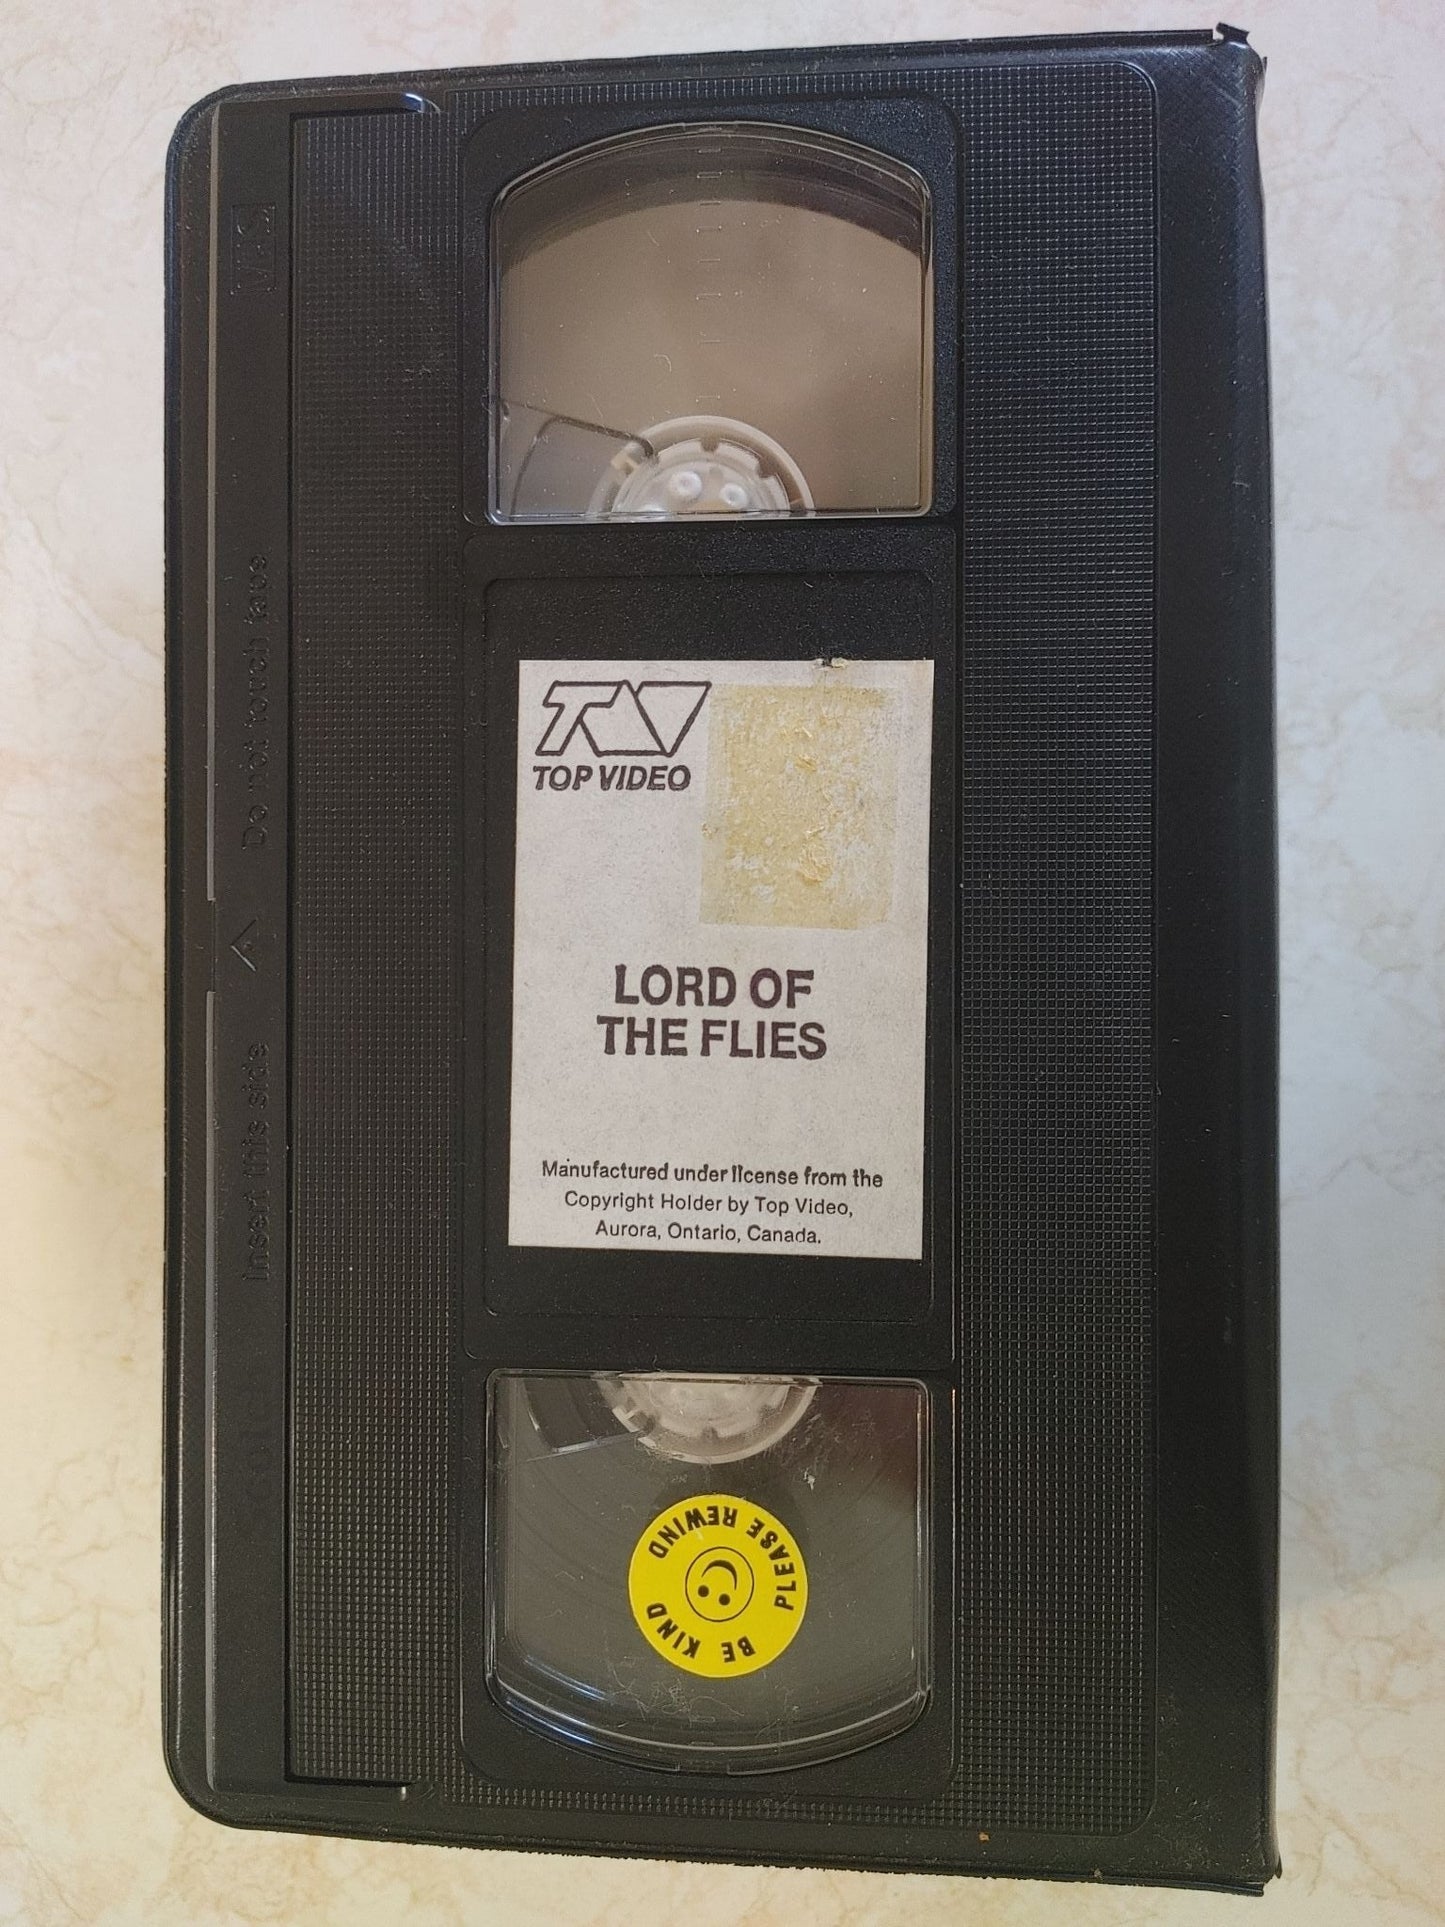 VHS
Do not touch tape
Insert this side
TOP VIDEO
LORD OF
THE FLIES
Manufactured under license from the
Copyright Holder by Top Video,
Aurora, Ontario, Canada.
BE KIND
PLEASE REWIND